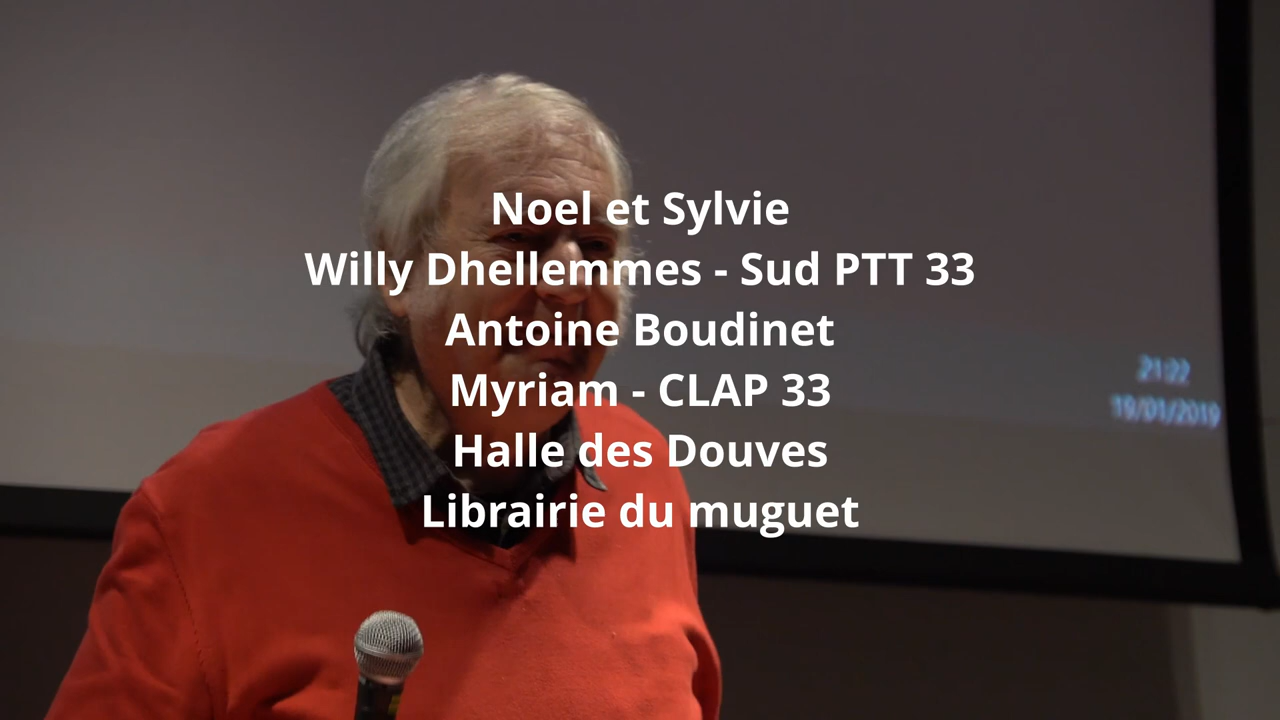 Noel et Sylvie
Willy Dhellemmes - Sud PTT 33
Antoine Boudinet
Myriam - CLAP 33
Halle des Douves
Librairie du muguet
21:22
19/01/2019